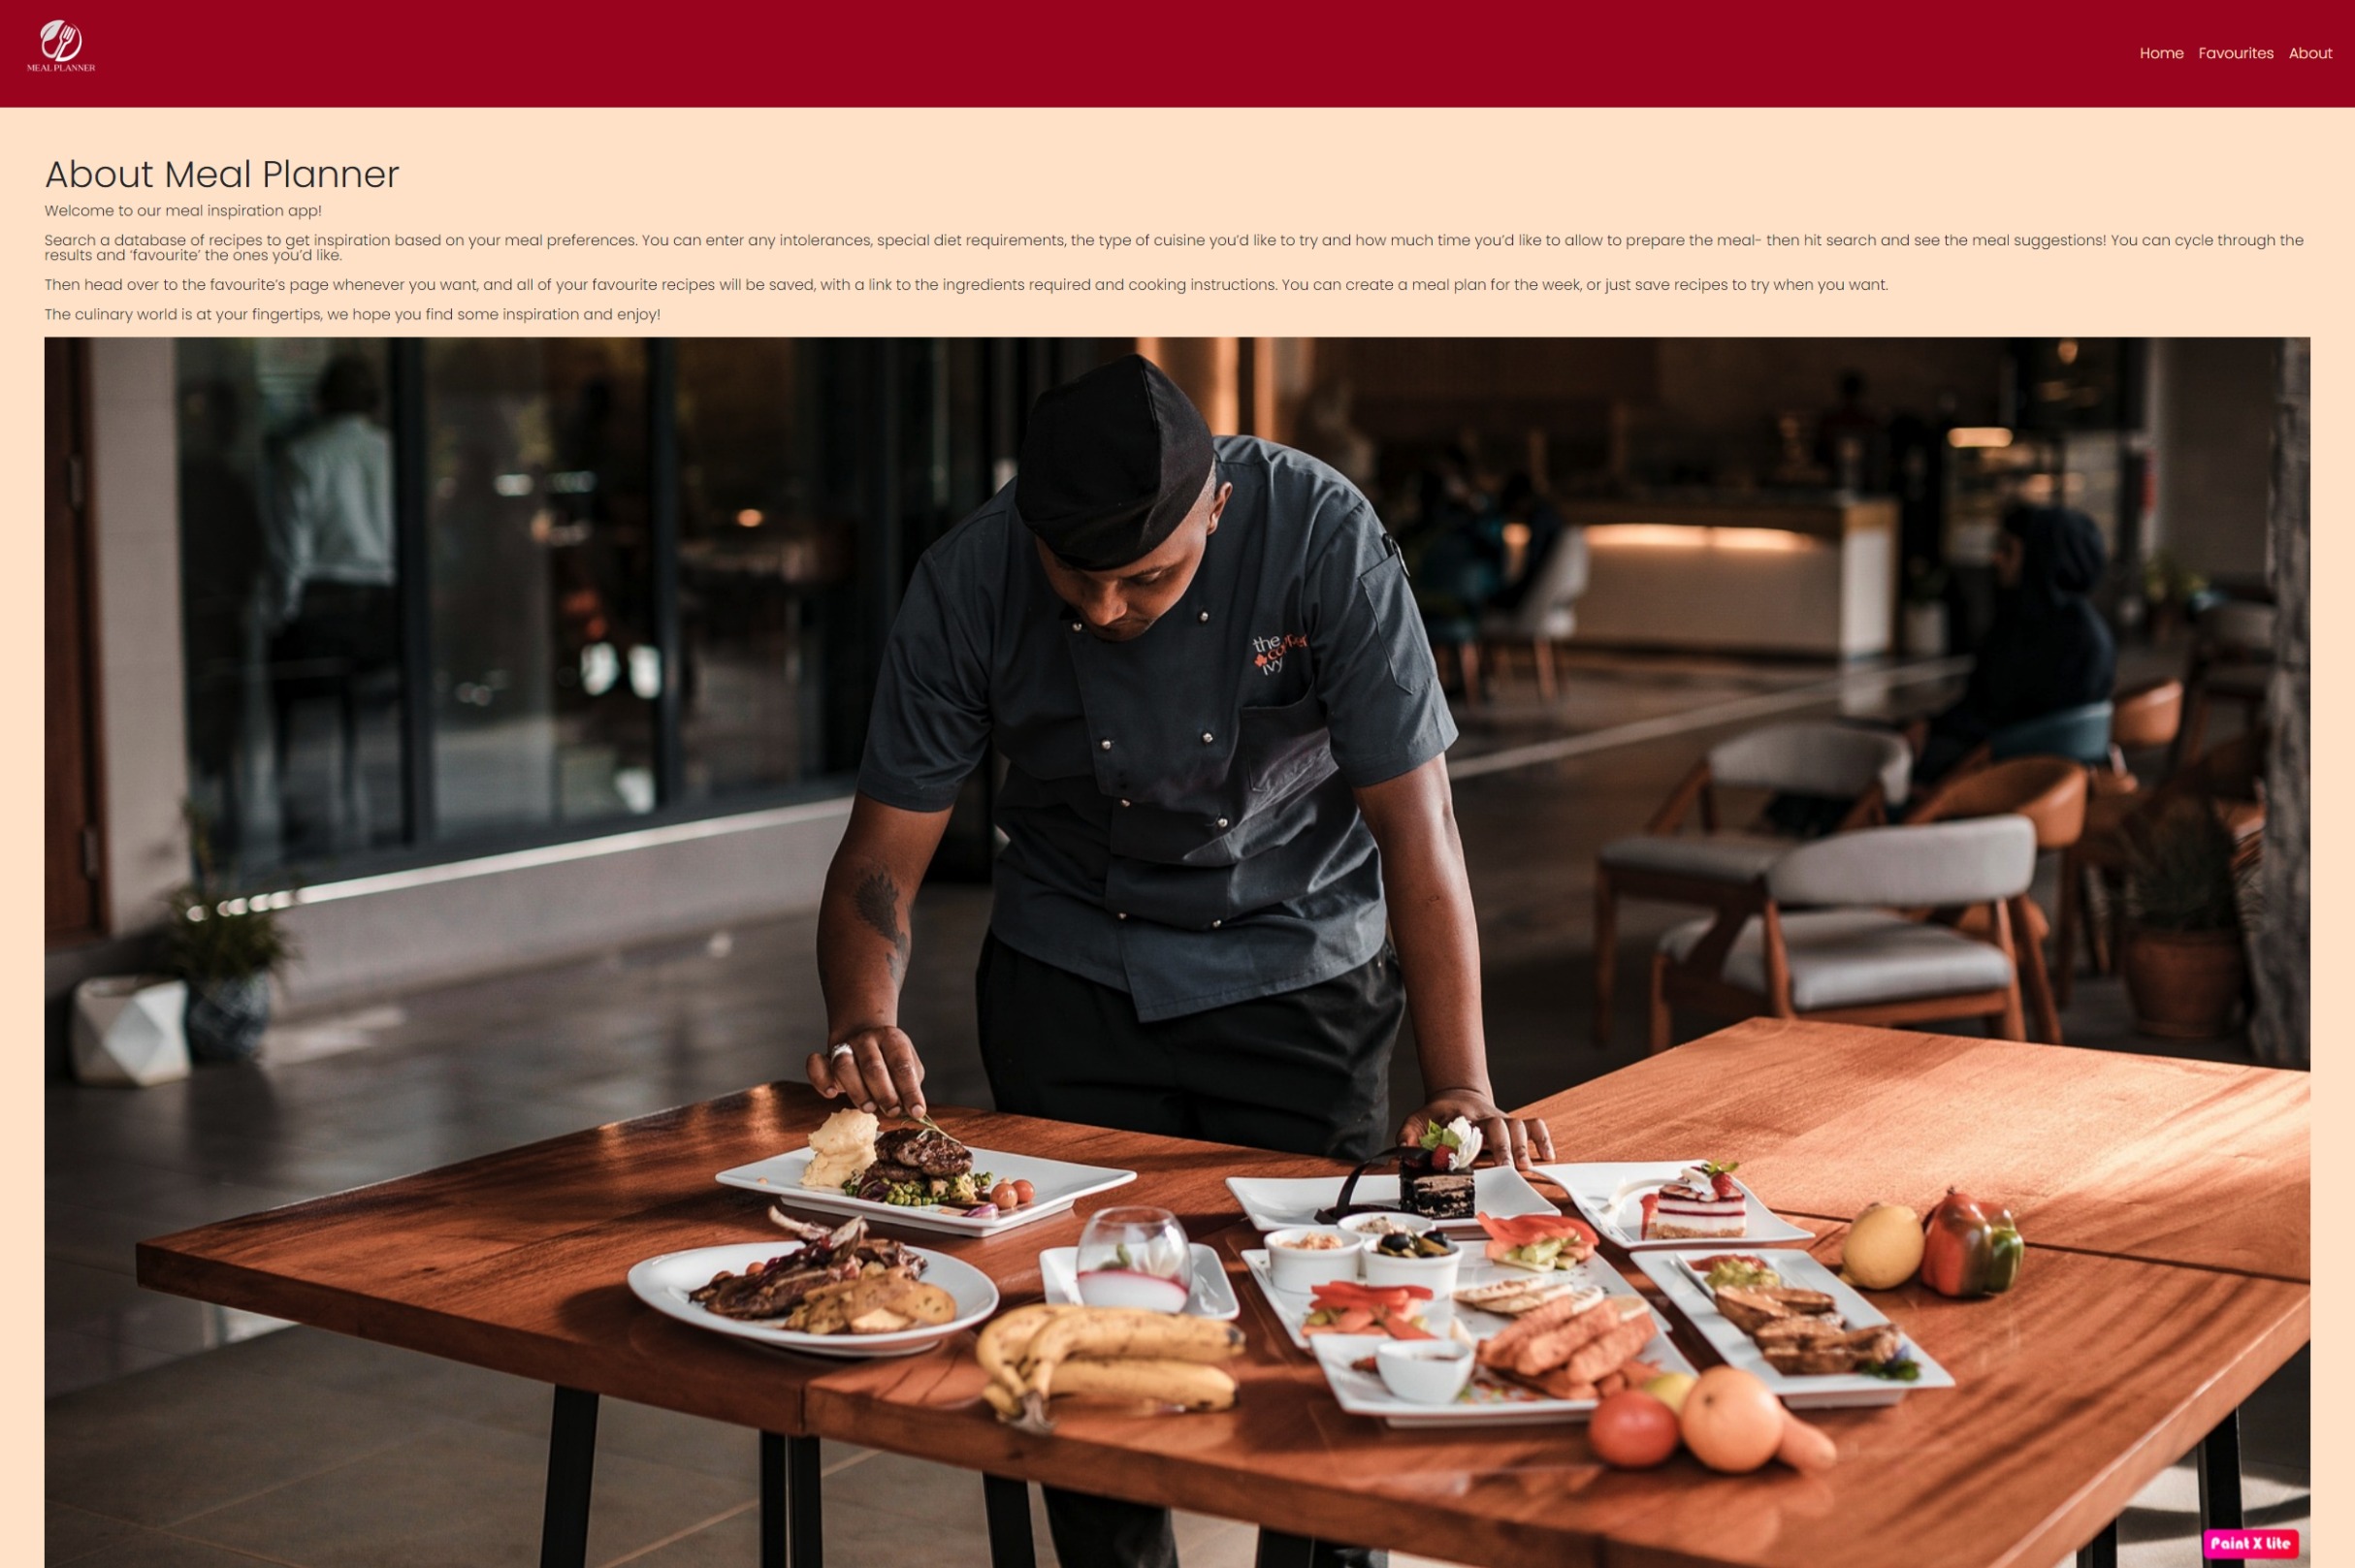 MEAL PLANNER
Home Favourites About
About Meal Planner
Welcome to our meal inspiration app!
Search a database of recipes to get inspiration based on your meal preferences. You can enter any intolerances, special diet requirements, the type of cuisine you’d like to try and how much time you’d like to allow to prepare the meal- then hit search and see the meal suggestions! You can cycle through the
results and ‘favourite’ the ones you’d like.
Then head over to the favourite’s page whenever you want, and all of your favourite recipes will be saved, with a link to the ingredients required and cooking instructions. You can create a meal plan for the week, or just save recipes to try when you want.
The culinary world is at your fingertips, we hope you find some inspiration and enjoy!
the
ivy
Paint X lite